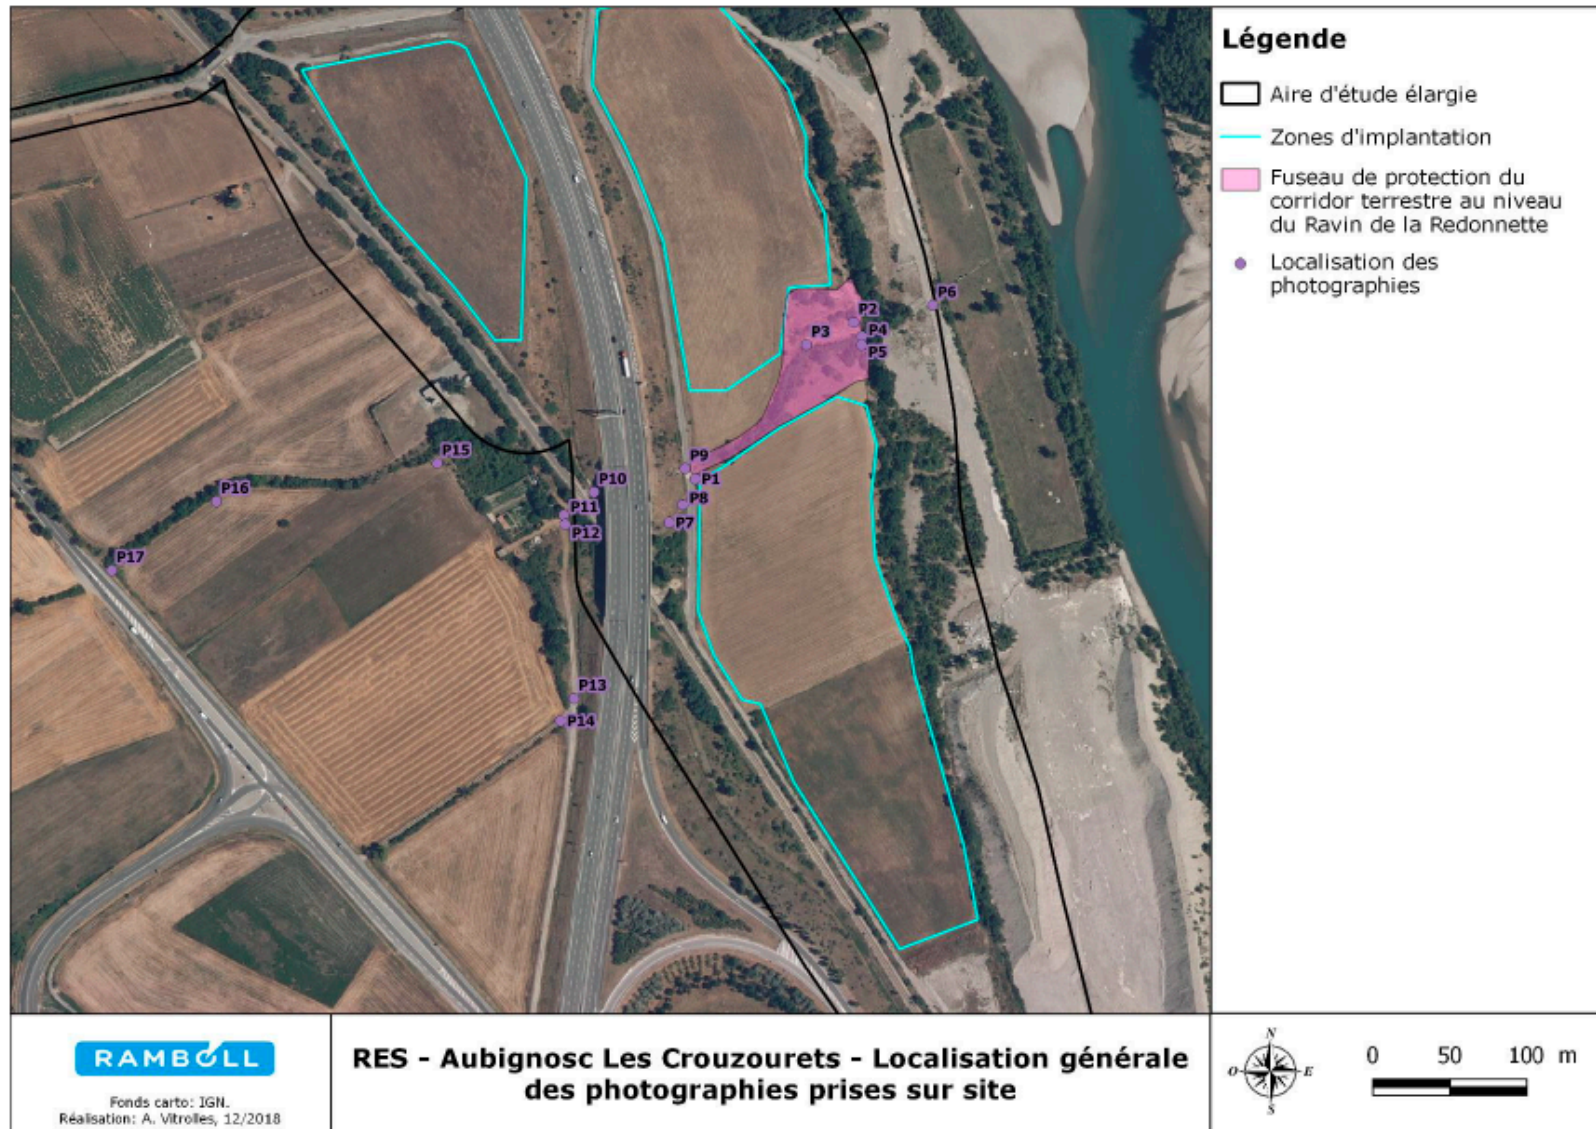 Légende
Aire d'étude élargie
Zones d'implantation
Fuseau de protection du
corridor terrestre au niveau
du Ravin de la Redonnette
Localisation des
photographies
P6
P2
P4
P3
P5
P15
P9
P10
P1
P16
P8
P11
P7
P12
P17
P13
P14
RAMBOLL
Fonds carto: IGN.
Réalisation: A. Vitrolles, 12/2018
RES - Aubignosc Les Crouzourets - Localisation générale
des photographies prises sur site
N
O
E
S
0 50 100 m